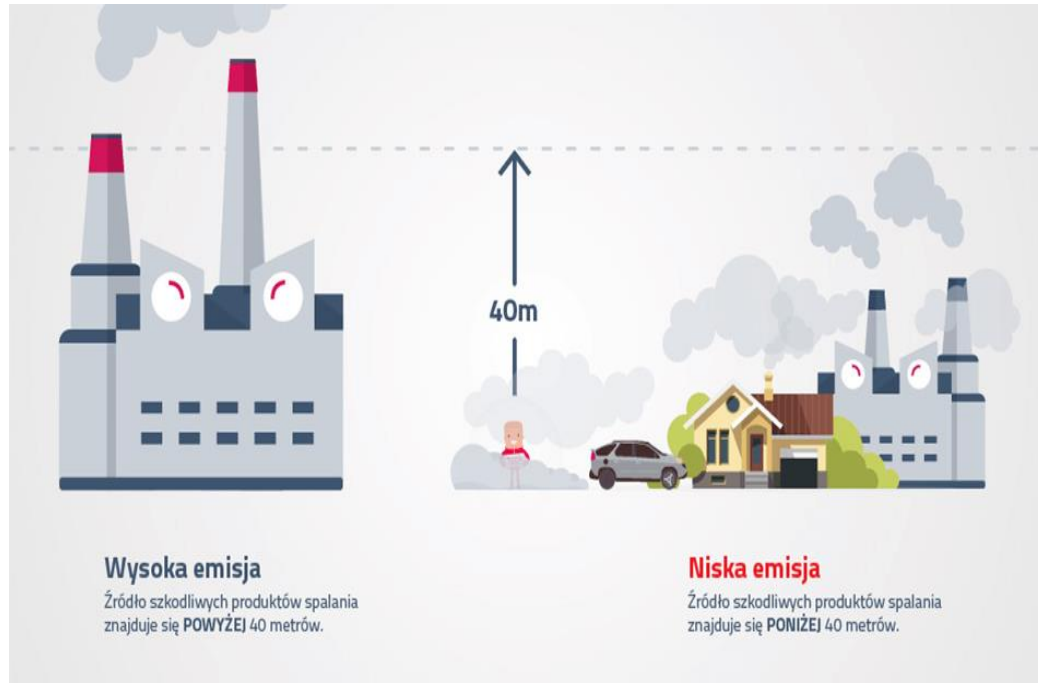 40m
Wysoka emisja
Źródło szkodliwych produktów spalania
znajduje się POWYŻEJ 40 metrów.
Niska emisja
Źródło szkodliwych produktów spalania
znajduje się PONIŻEJ 40 metrów.